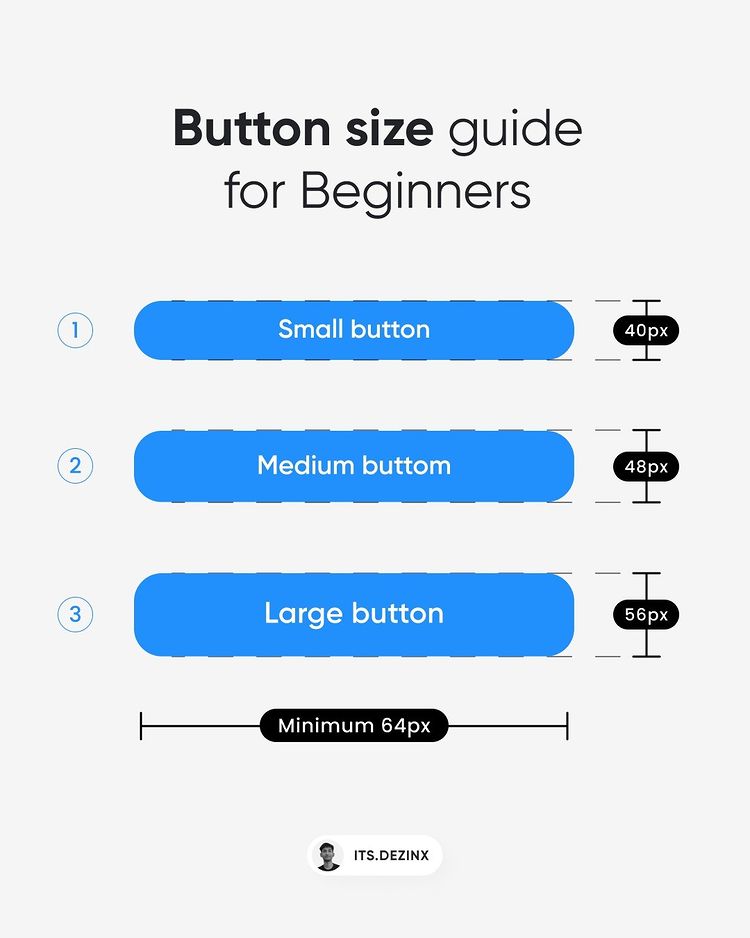 Button size guide
for Beginners
1
Small button
40px
2
Medium buttom
48px
3
Large button
56px
Minimum 64px
ITS.DEZINX